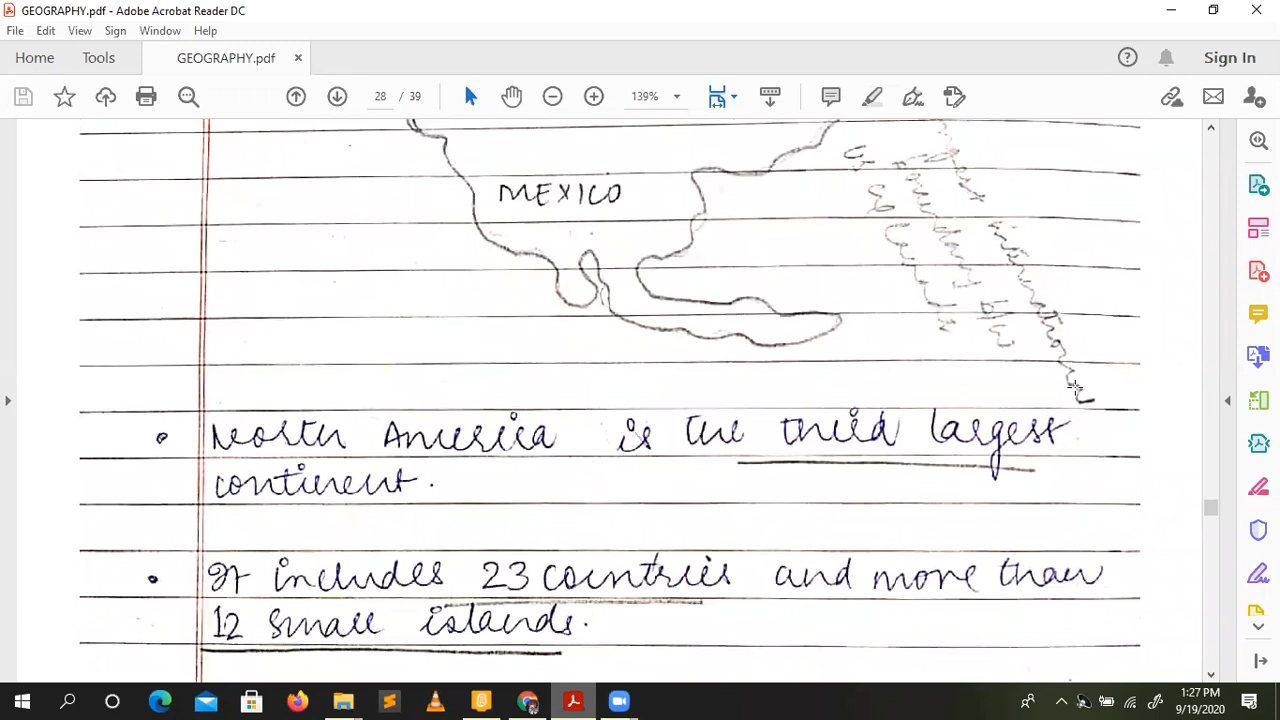 GEOGRAPHY.pdf - Adobe Acrobat Reader DC
File Edit View Sign Window Help
Home Tools GEOGRAPHY.pdf × Sign In
28 / 39 139%
MEXICO
• North America is the third largest
continent.
• It includes 23 countries and more than
12 small islands.
1:27 PM
9/19/2020